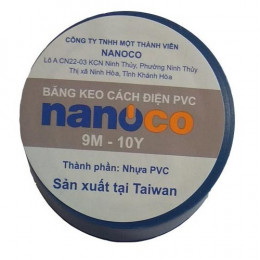 CÔNG TY TNHH MỘT THÀNH VIÊN
NANOCO
Lô A CN22-03 KCN Ninh Thủy, Phường Ninh Thủy
Thị xã Ninh Hòa, Tỉnh Khánh Hòa
BĂNG KEO CÁCH ĐIỆN PVC
nanoco
9M - 10Y
Thành phần: Nhựa PVC
Sản xuất tại Taiwan